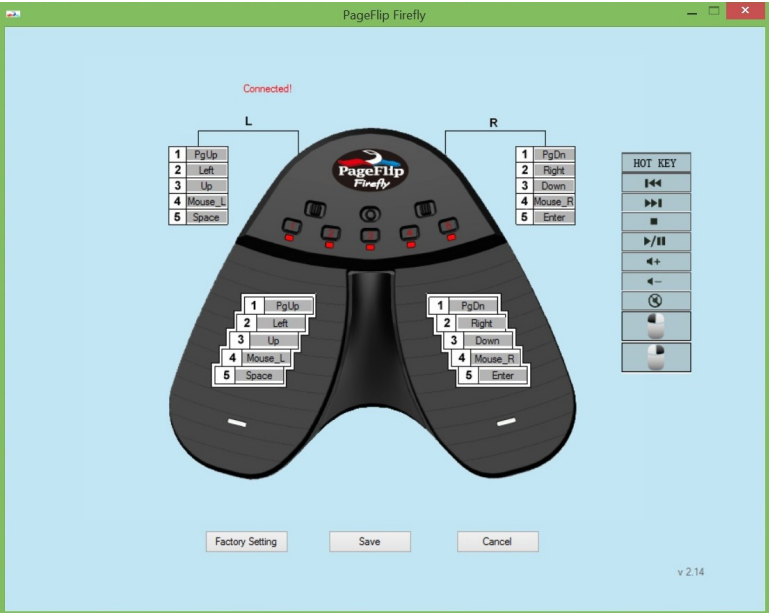 PageFlip Firefly
Connected!
L
R
1 PgUp
2 Left
3 Up
4 Mouse_L
5 Space
1 PgDn
2 Right
3 Down
4 Mouse_R
5 Enter
HOT KEY
PageFlip
Firefly
1 PgUp
2 Left
3 Up
4 Mouse_L
5 Space
1 PgDn
2 Right
3 Down
4 Mouse_R
5 Enter
Factory Setting
Save
Cancel
v 2.14